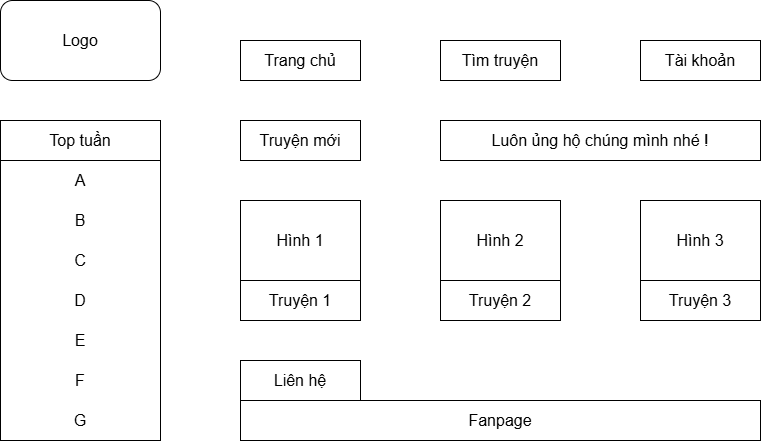 Logo
Trang chủ
Tìm truyện
Tài khoản
Top tuần
A
B
C
D
E
F
G
Truyện mới
Luôn ủng hộ chúng mình nhé !
Hình 1
Truyện 1
Hình 2
Truyện 2
Hình 3
Truyện 3
Liên hệ
Fanpage